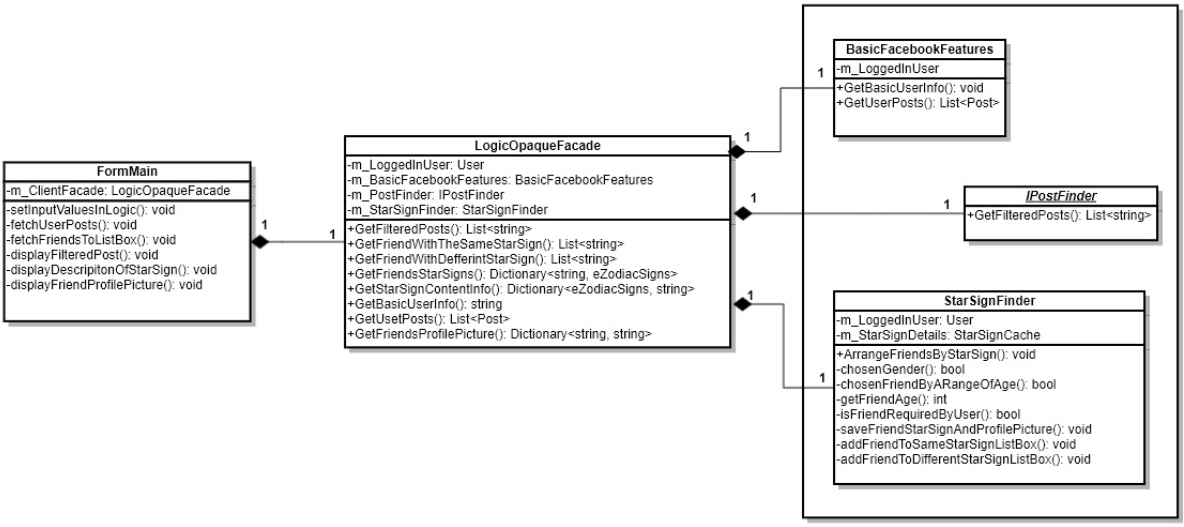 FormMain
-m_ClientFacade: LogicOpaqueFacade
-setInputValuesInLogic(): void
-fetchUserPosts(): void
-fetchFriendsToListBox(): void
-displayFilteredPost(): void
-displayDescripitonOfStarSign(): void
-displayFriendProfilePicture(): void
1
1
LogicOpaqueFacade
-m_LoggedInUser: User
-m_BasicFacebookFeatures: BasicFacebookFeatures
-m_PostFinder: IPostFinder
-m_StarSignFinder: StarSignFinder
+GetFilteredPosts(): List<string>
+GetFriendWithTheSameStarSign(): List<string>
+GetFriendWithDefferintStarSign(): List<string>
+GetFriendsStarSigns(): Dictionary<string, eZodiacSigns>
+GetStarSignContentInfo(): Dictionary<eZodiacSigns, string>
+GetBasicUserInfo(): string
+GetUsetPosts(): List<Post>
+GetFriendsProfilePicture(): Dictionary<string, string>
1
1
BasicFacebookFeatures
-m_LoggedInUser
+GetBasicUserInfo(): void
+GetUserPosts(): List<Post>
1
1
IPostFinder
+GetFilteredPosts(): List<string>
1
1
StarSignFinder
-m_LoggedInUser: User
-m_StarSignDetails: StarSignCache
+ArrangeFriendsByStarSign(): void
-chosenGender(): bool
-chosenFriendByARangeOfAge(): bool
-getFriendAge(): int
-isFriendRequiredByUser(): bool
-saveFriendStarSignAndProfilePicture(): void
-addFriendToSameStarSignListBox(): void
-addFriendToDifferentStarSignListBox(): void